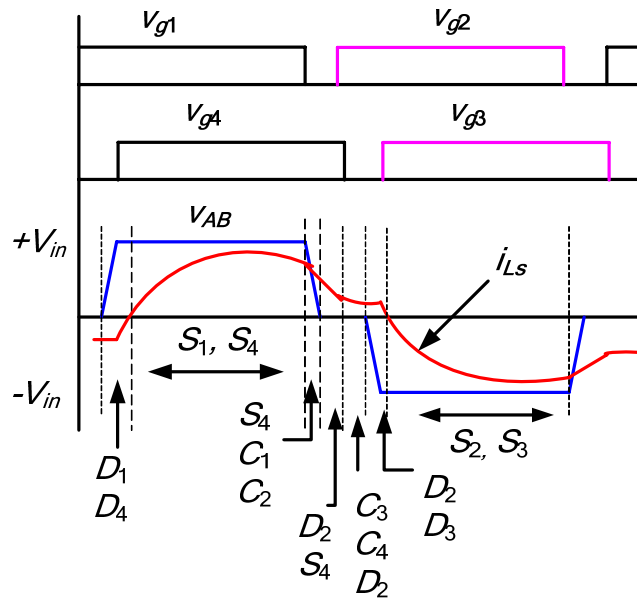 vg1
vg2
vg4
vg3
vAB
+Vin
iLs
S1, S4
-Vin
S4
C1
C2
S2, S3
D1
D4
D2
S4
C3
C4
D2
D2
D3